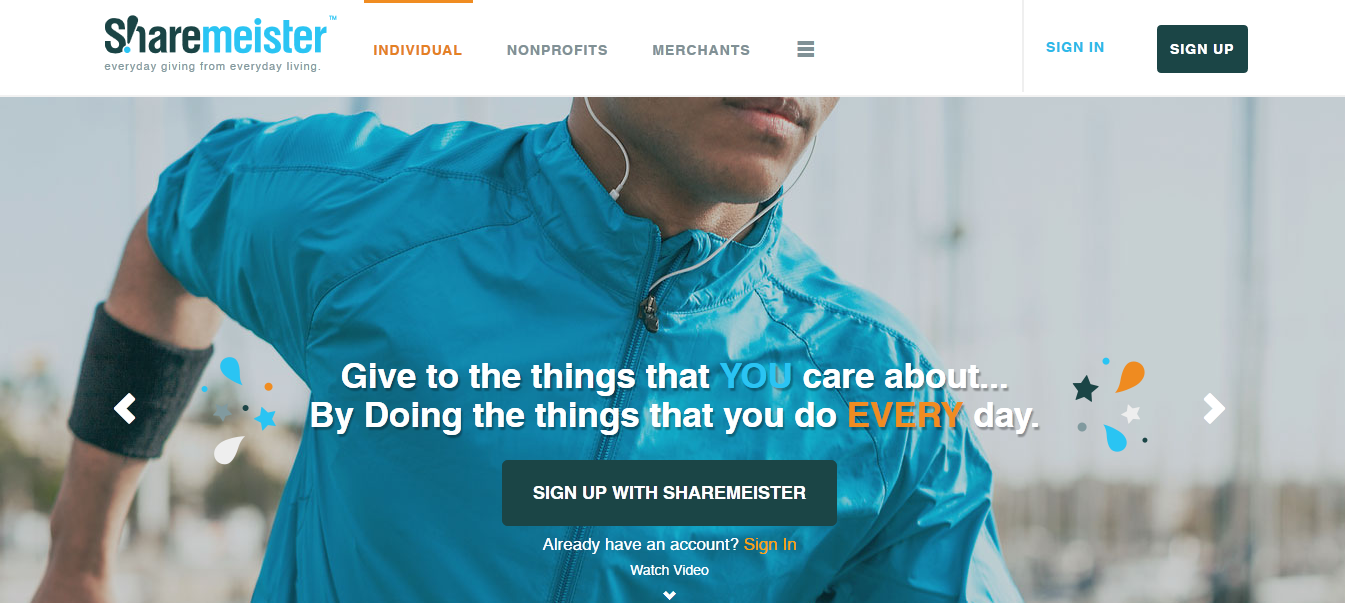 Sharemeister™
everyday giving from everyday living.
INDIVIDUAL
NONPROFITS
MERCHANTS
SIGN IN
SIGN UP
Give to the things that YOU care about...
By Doing the things that you do EVERY day.
SIGN UP WITH SHAREMEISTER
Already have an account? Sign In
Watch Video